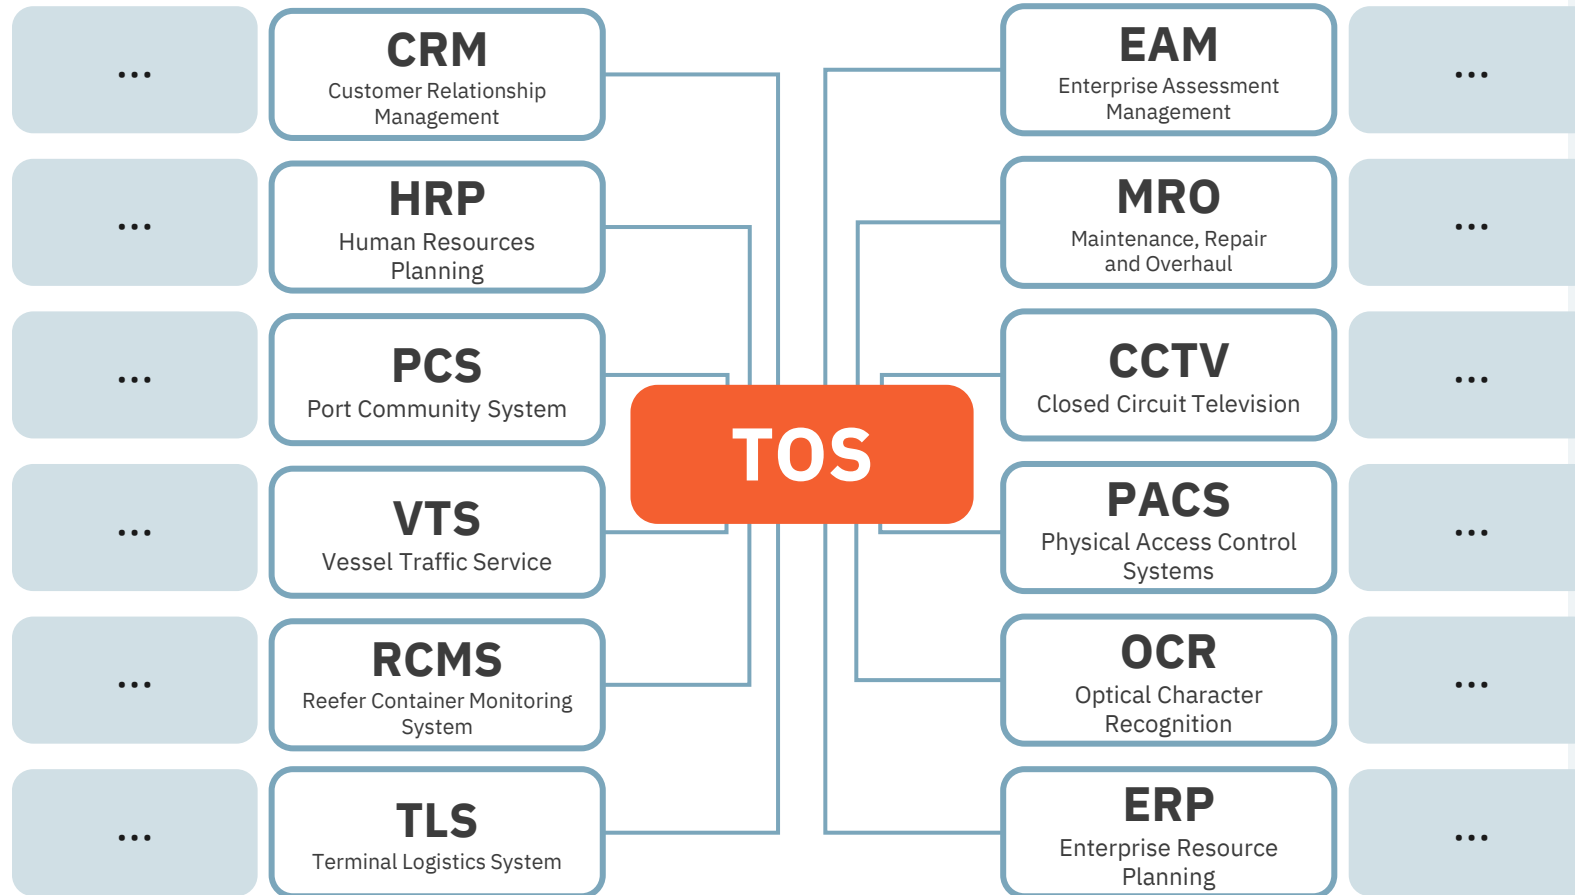 ...
CRM
Customer Relationship
Management
EAM
Enterprise Assessment
Management
...
...
HRP
Human Resources
Planning
MRO
Maintenance, Repair
and Overhaul
...
...
PCS
Port Community System
CCTV
Closed Circuit Television
...
TOS
...
VTS
Vessel Traffic Service
PACS
Physical Access Control
Systems
...
...
RCMS
Reefer Container Monitoring
System
OCR
Optical Character
Recognition
...
...
TLS
Terminal Logistics System
ERP
Enterprise Resource
Planning
...